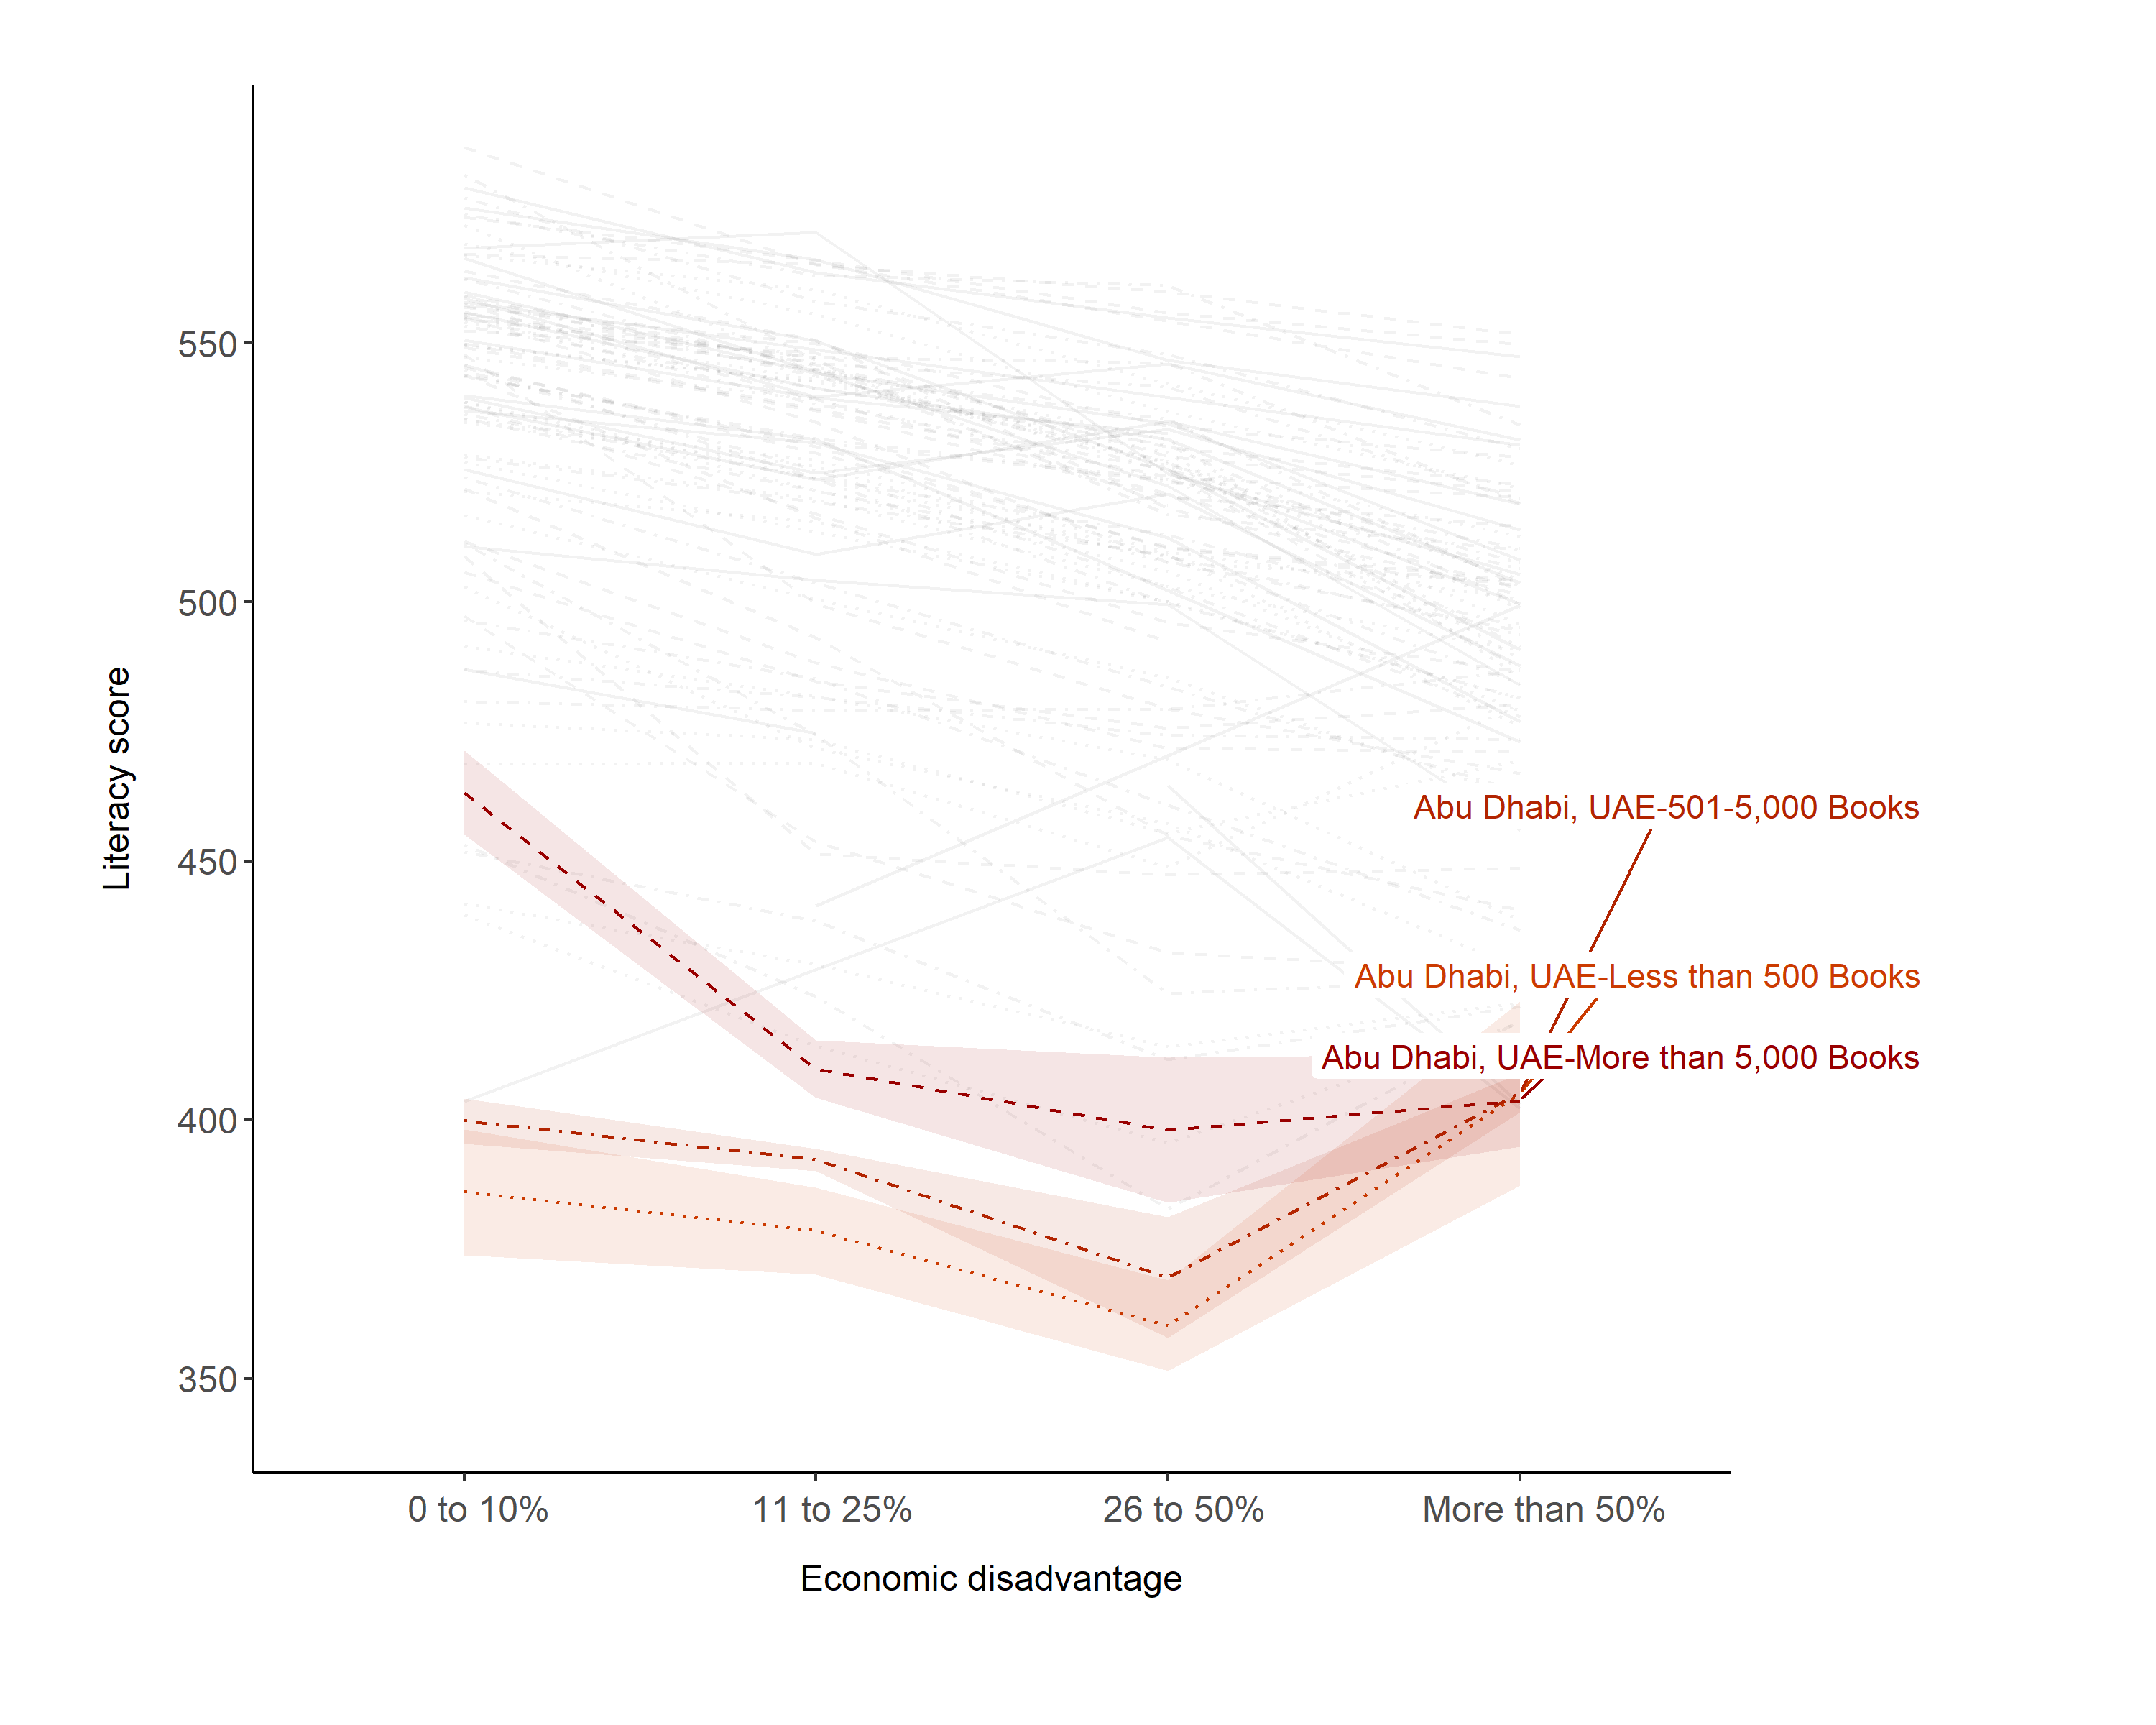 550
500
450
400
350
Literacy score
Abu Dhabi, UAE-501-5,000 Books
Abu Dhabi, UAE-Less than 500 Books
Abu Dhabi, UAE-More than 5,000 Books
0 to 10%
11 to 25%
26 to 50%
More than 50%
Economic disadvantage